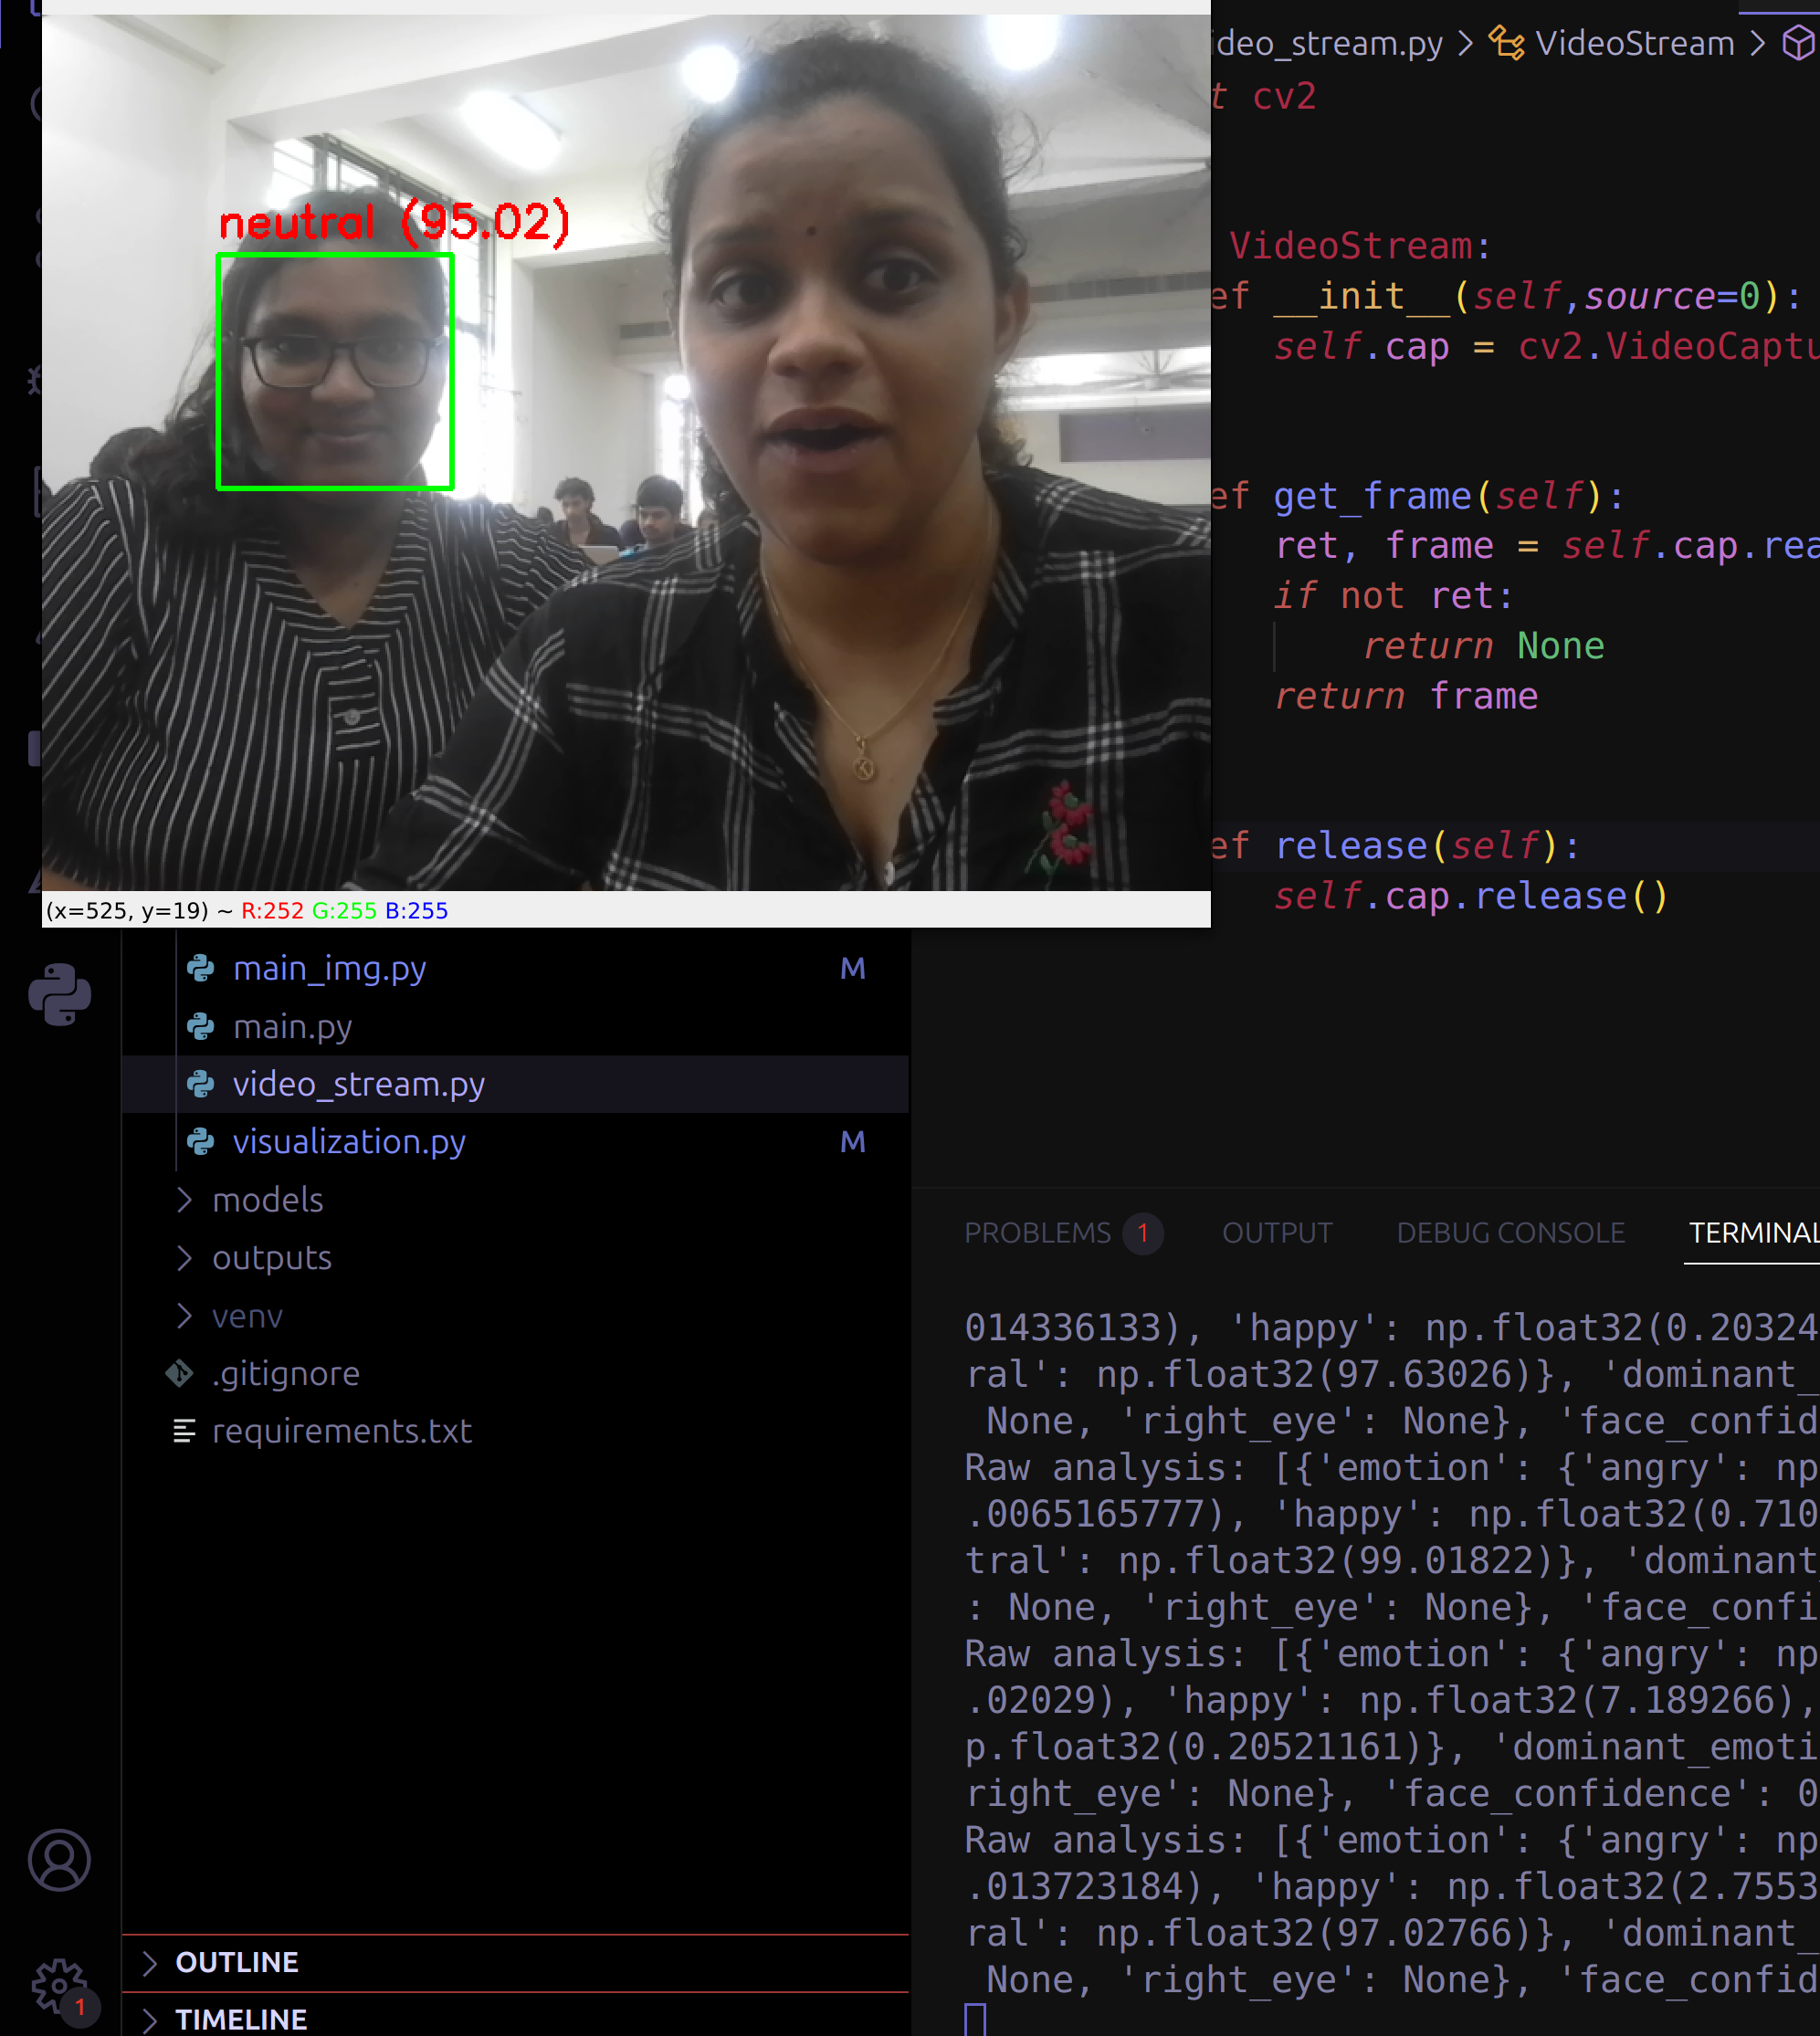 neutral (95.02)
(x=525, y=19) ~ R:252 G:255 B:255
ideo_stream.py > VideoStream >
t cv2
VideoStream:
ef __init__(self,source=0):
self.cap = cv2.VideoCaptu
ef get_frame(self):
ret, frame = self.cap.rea
if not ret:
return None
return frame
ef release(self):
self.cap.release()
main_img.py M
main.py
video_stream.py
visualization.py M
models
outputs
venv
.gitignore
requirements.txt
OUTLINE
TIMELINE
1
PROBLEMS 1 OUTPUT DEBUG CONSOLE TERMINAL
014336133), 'happy': np.float32(0.20324
ral': np.float32(97.63026)}, 'dominant_
None, 'right_eye': None}, 'face_confid
Raw analysis: [{'emotion': {'angry': np
.0065165777), 'happy': np.float32(0.710
tral': np.float32(99.01822)}, 'dominant_
: None, 'right_eye': None}, 'face_confi
Raw analysis: [{'emotion': {'angry': np
.02029), 'happy': np.float32(7.189266),
p.float32(0.20521161)}, 'dominant_emoti
right_eye': None}, 'face_confidence': 0
Raw analysis: [{'emotion': {'angry': np
.013723184), 'happy': np.float32(2.7553
ral': np.float32(97.02766)}, 'dominant_
None, 'right_eye': None}, 'face_confid